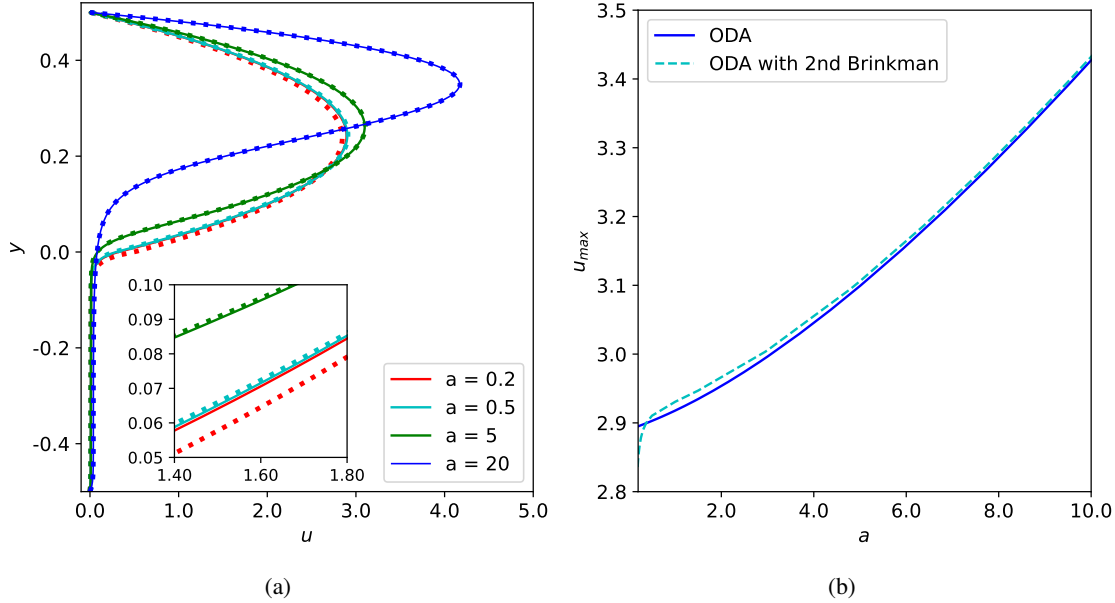 0.4
0.2
0.0
-0.2
-0.4
y
0.0 1.0 2.0 3.0 4.0 5.0
u
0.10
0.09
0.08
0.07
0.06
0.05
1.40 1.60 1.80
a = 0.2
a = 0.5
a = 5
a = 20
(a)
3.5
3.4
3.3
3.2
3.1
3.0
2.9
2.8
u_max
2.0 4.0 6.0 8.0 10.0
a
ODA
ODA with 2nd Brinkman
(b)